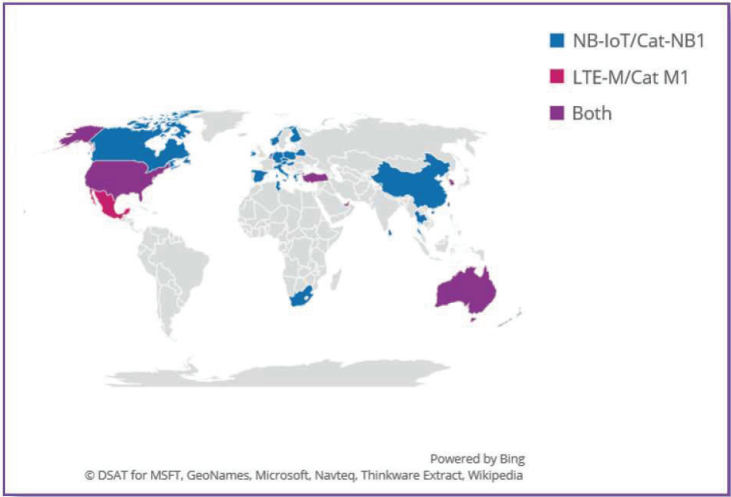 NB-IoT/Cat-NB1
LTE-M/Cat M1
Both
Powered by Bing
© DSAT for MSFT, GeoNames, Microsoft, Navteq, Thinkware Extract, Wikipedia